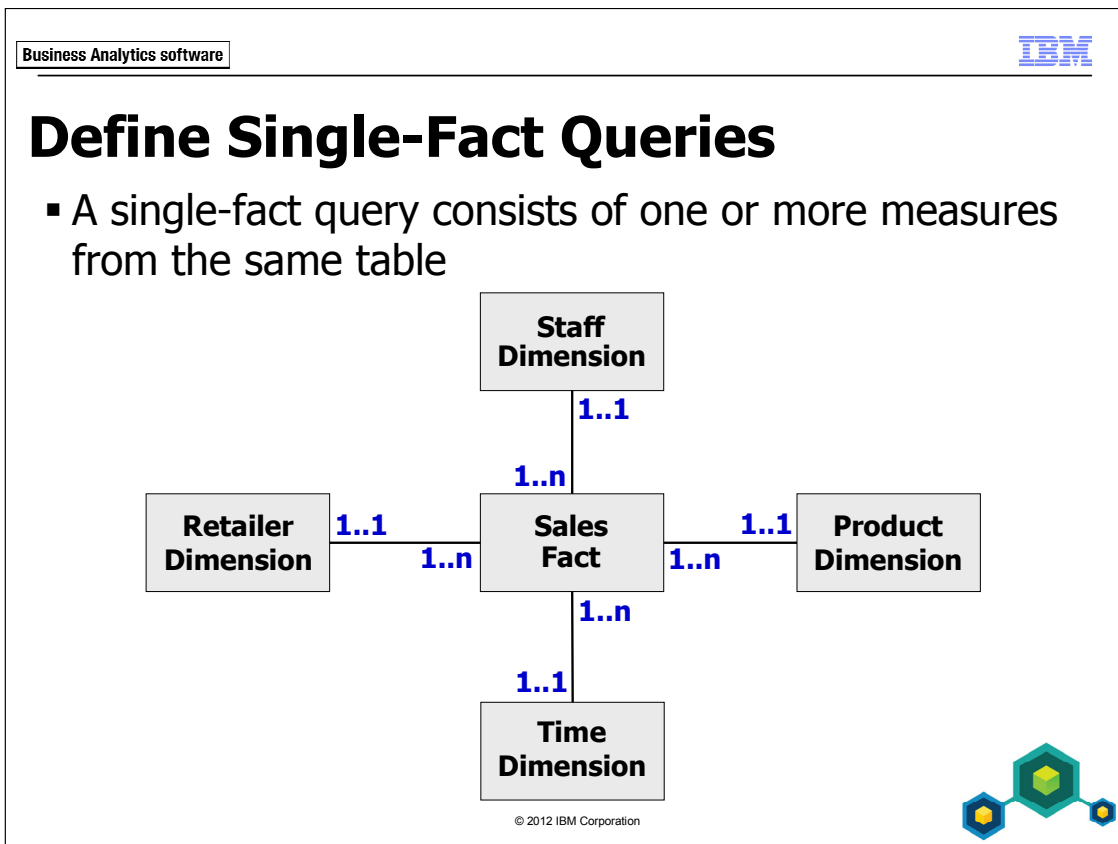 Business Analytics software
IBM
Define Single-Fact Queries
▪ A single-fact query consists of one or more measures
from the same table
Staff
Dimension
1..1
1..n
Retailer
Dimension
1..1
1..n
Sales
Fact
1..1
1..n
Product
Dimension
1..n
1..1
Time
Dimension
© 2012 IBM Corporation